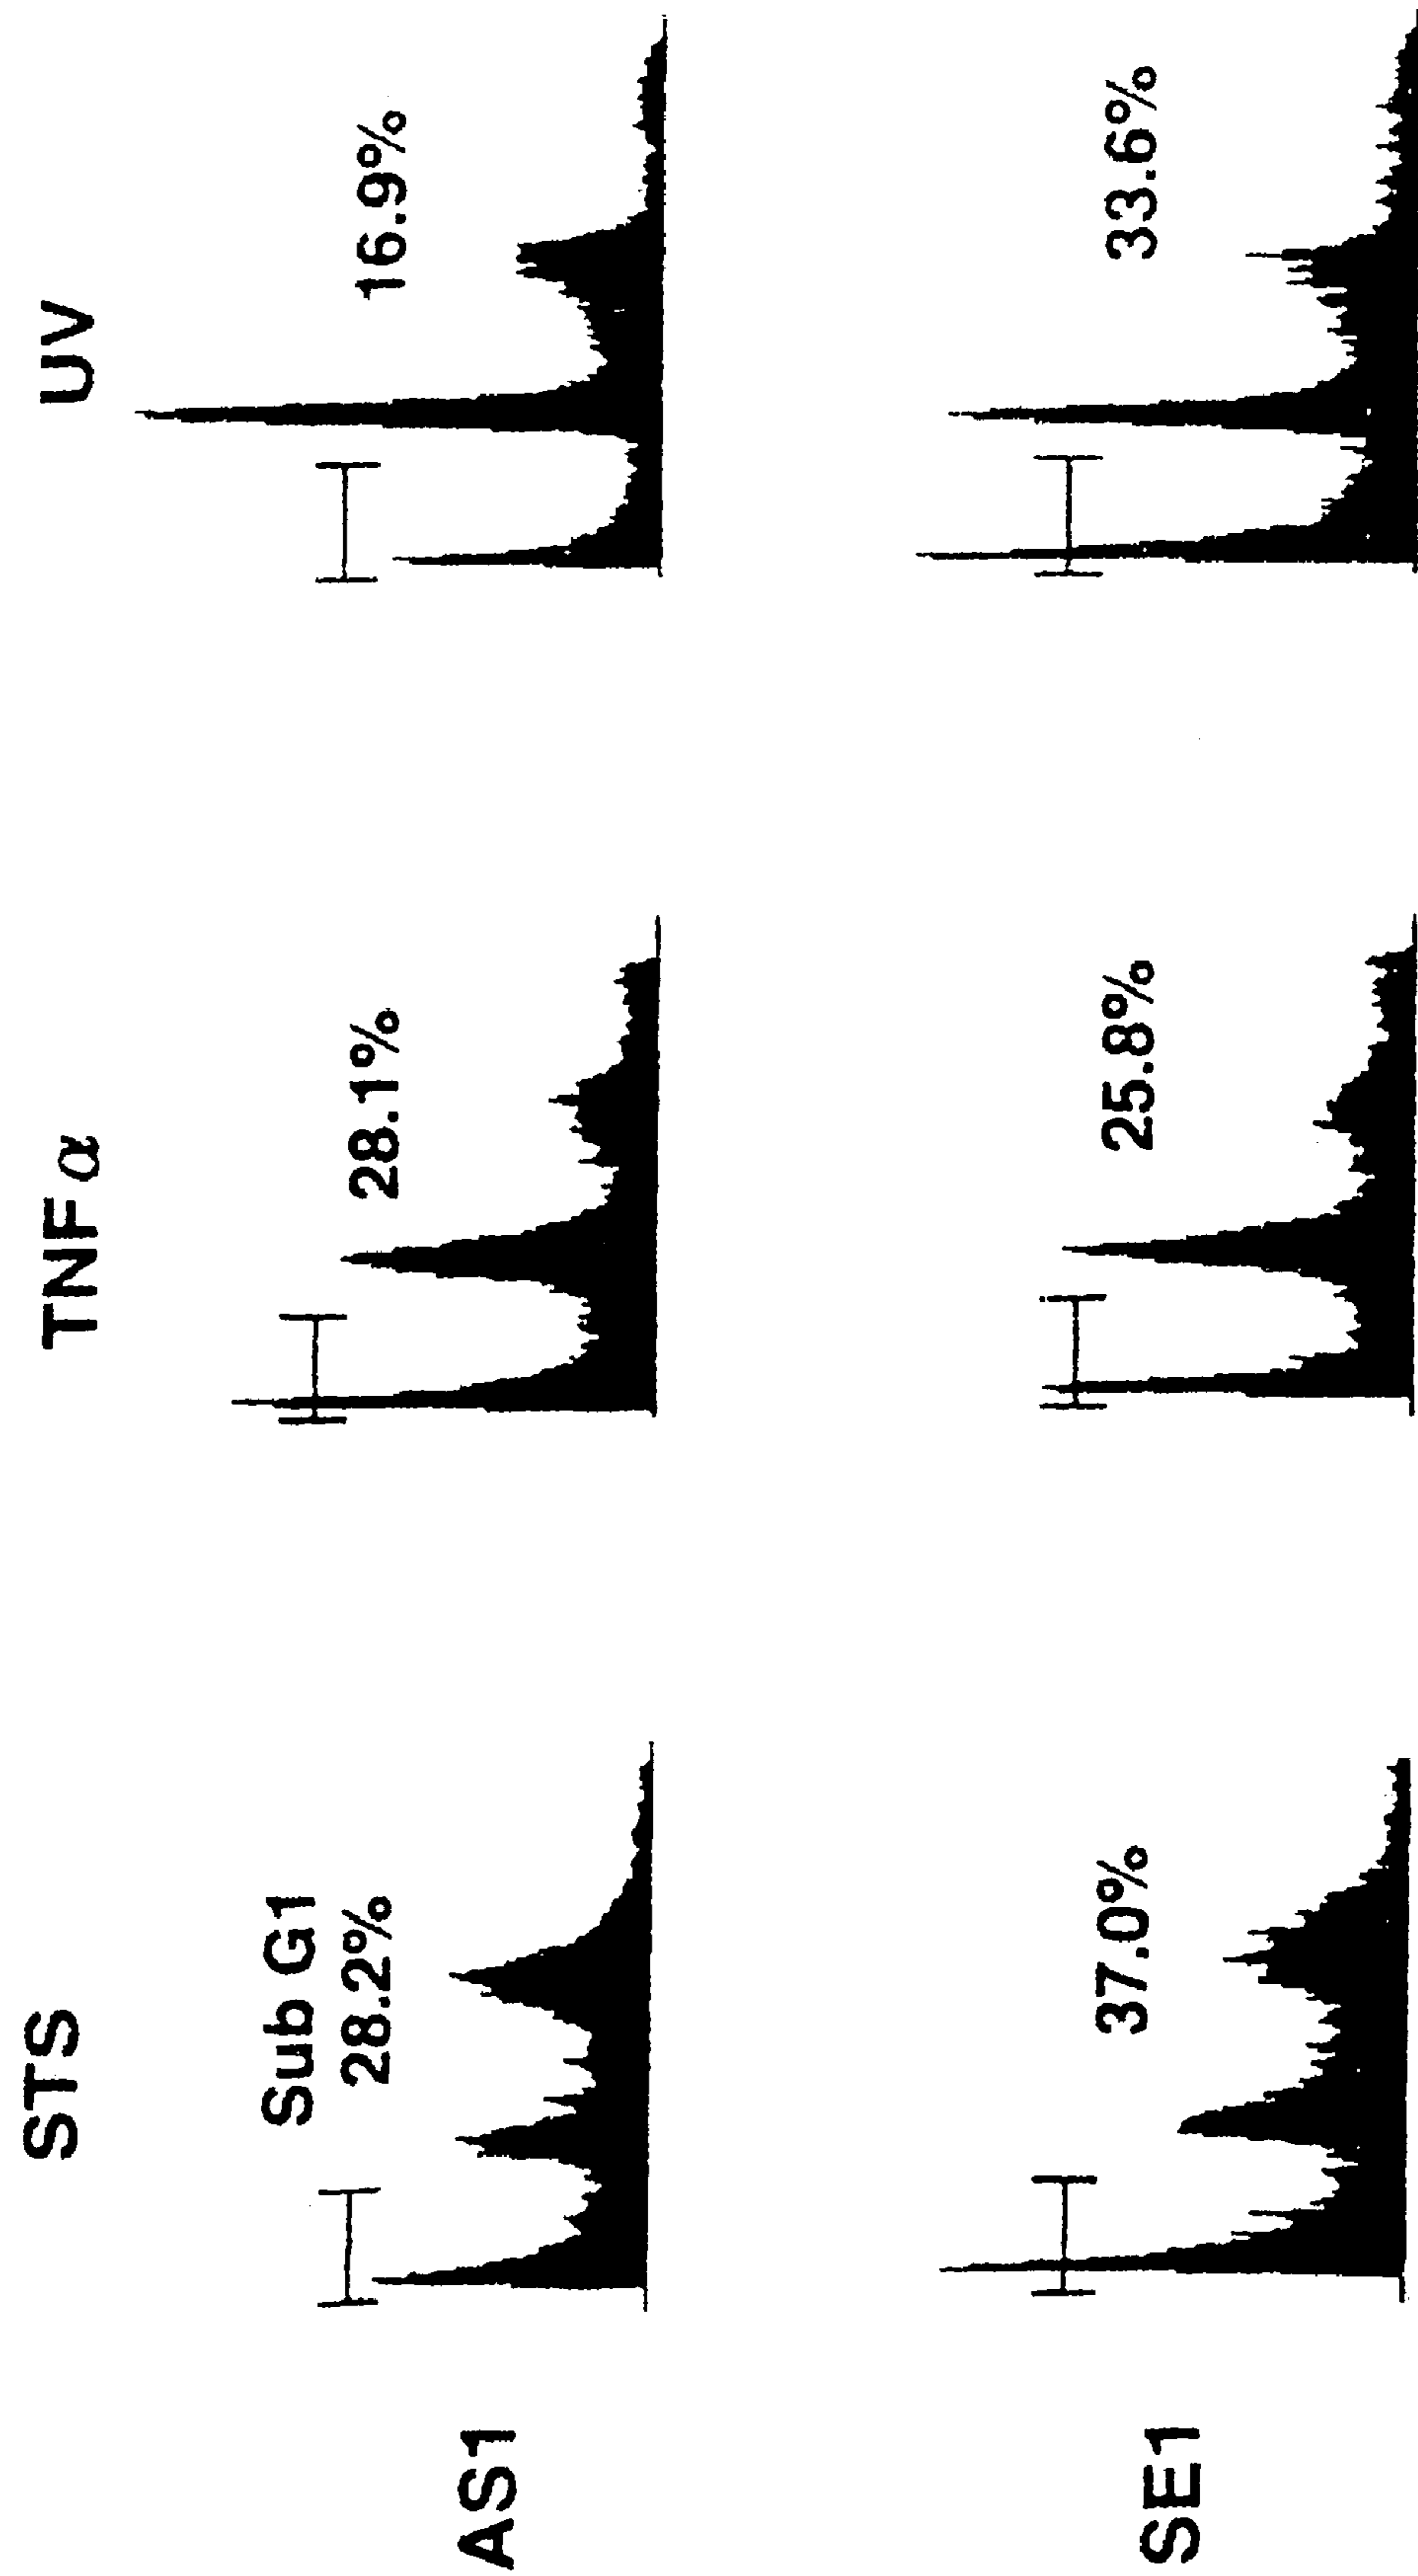 STS TNFα UV
Sub G1
28.2% 28.1% 16.9%
AS1
37.0% 25.8% 33.6%
SE1